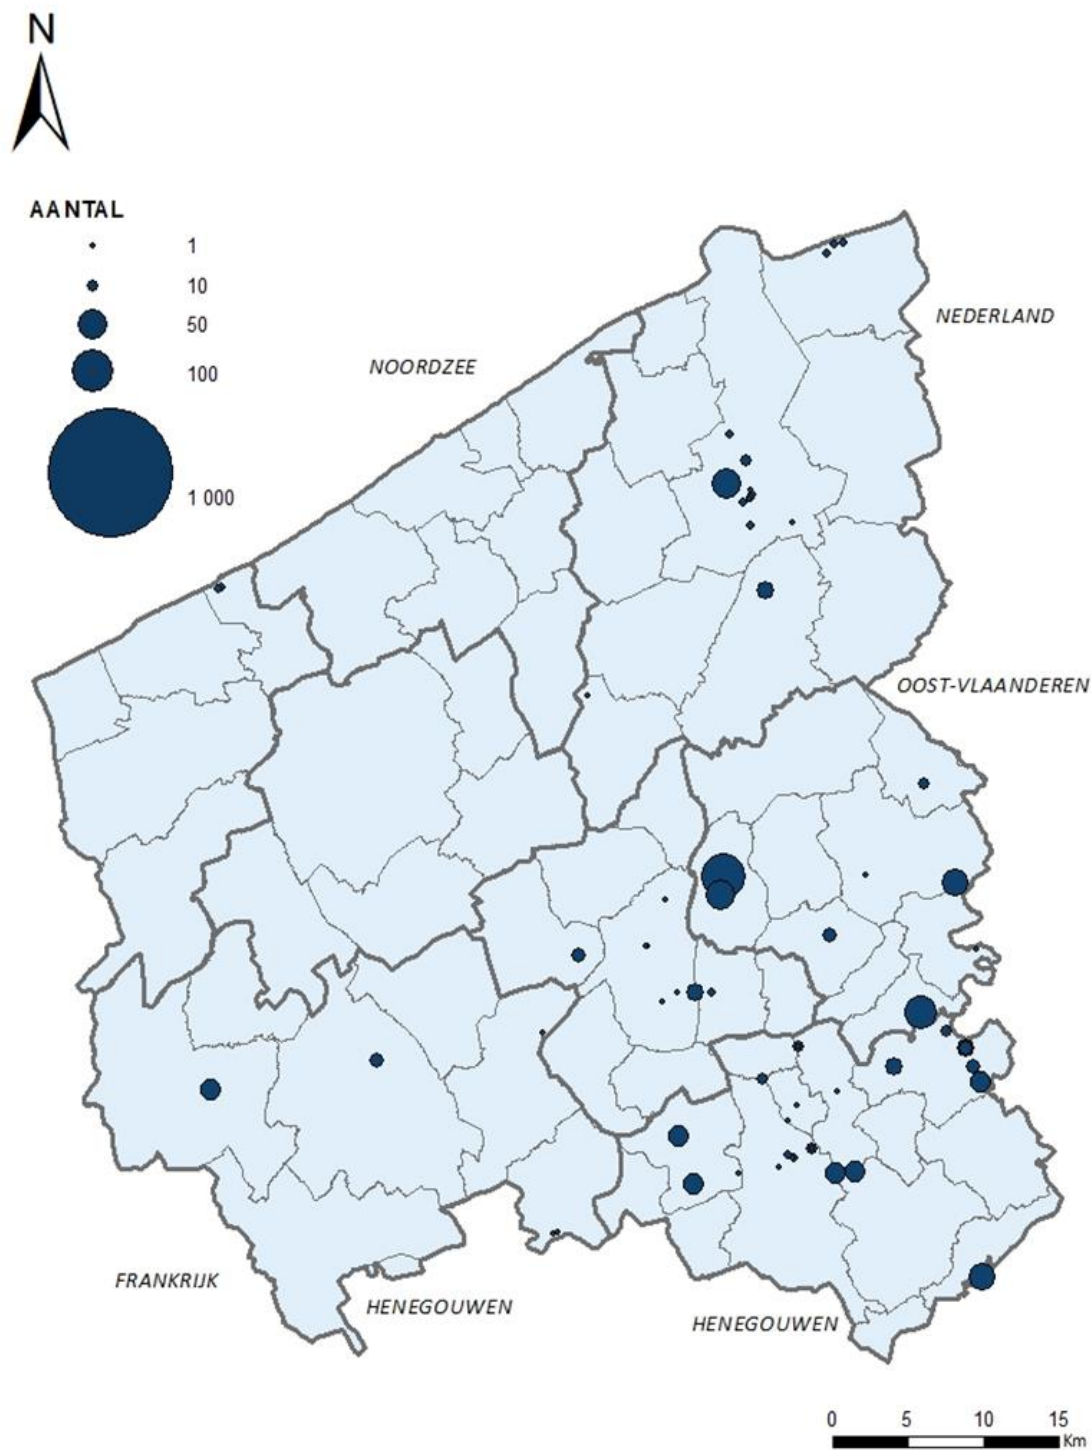 N
AANTAL
1
10
50
100
1 000
NOORDZEE
NEDERLAND
OOST-VLAANDEREN
FRANKRIJK
HENEGOUWEN
HENEGOUWEN
0 5 10 15
Km